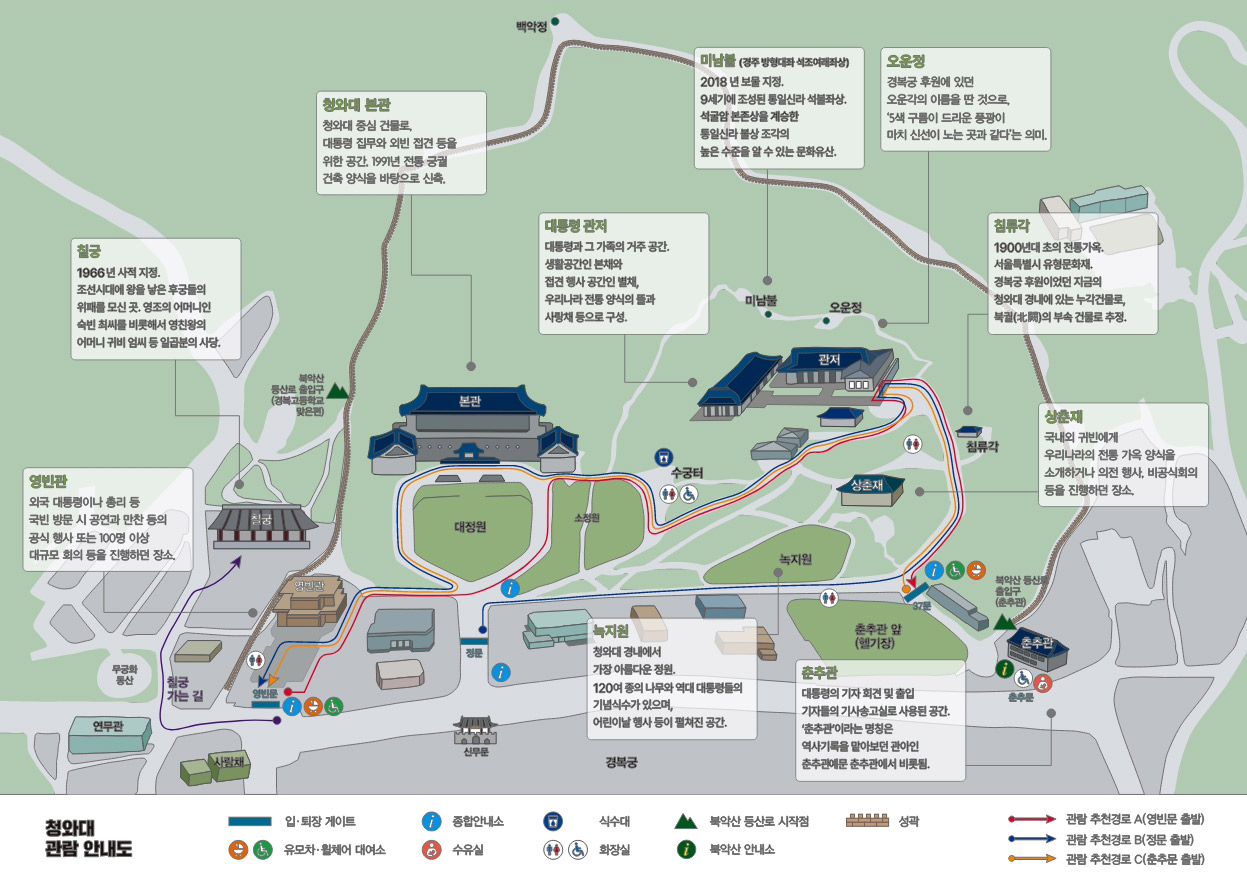 백악정
미남불 (경주 방형대좌 석조여래좌상)
2018년 보물 지정.
9세기에 조성된 통일신라 석불좌상.
석굴암 본존상을 계승한
통일신라 불상 조각의
높은 수준을 알 수 있는 문화유산.
오운정
경복궁 후원에 있던
오운각의 이름을 딴 것으로,
'5색 구름이 드리운 풍광이
마치 신선이 노는 곳과 같다'는 의미.
청와대 본관
청와대 중심 건물로,
대통령 집무와 외빈 접견 등을
위한 공간, 1991년 전통 궁궐
건축 양식을 바탕으로 신축.
대통령 관저
대통령과 그 가족의 거주 공간.
생활공간인 본채와
접견 행사 공간인 별채,
우리나라 전통 양식의 뜰과
사랑채 등으로 구성.
침류각
1900년대 초의 전통가옥.
서울특별시 유형문화재.
경복궁 후원이었던 지금의
청와대 경내에 있는 누각건물로,
북궐(北闕)의 부속 건물로 추정.
칠궁
1966년 사적 지정.
조선시대에 왕을 낳은 후궁들의
위패를 모신 곳. 영조의 어머니인
숙빈 최씨를 비롯해서 영친왕의
어머니 귀비 엄씨 등 일곱분의 사당.
미남불
오운정
관저
북악산
등산로 출입구
(경복고등학교
맞은편)
본관
침류각
상춘재
국내외 귀빈에게
우리나라의 전통 가옥 양식을
소개하거나 의전 행사, 비공식회의
등을 진행하던 장소.
영빈관
외국 대통령이나 총리 등
국빈 방문 시 공연과 만찬 등의
공식 행사 또는 100명 이상
대규모 회의 등을 진행하던 장소.
수궁터
상춘재
칠궁
대정원
소정원
녹지원
영빈관
북악산 등산로
출입구
(춘추관)
37문
춘추관 앞
(헬기장)
춘추관
춘추문
정문
무궁화
동산
칠궁
가는 길
영빈문
녹지원
청와대 경내에서
가장 아름다운 정원.
120여 종의 나무와 역대 대통령들의
기념식수가 있으며,
어린이날 행사 등이 펼쳐진 공간.
춘추관
대통령의 기자 회견 및 출입
기자들의 기사송고실로 사용된 공간.
'춘추관'이라는 명칭은
역사기록을 맡아보던 관아인
춘추관예문 춘추관에서 비롯됨.
연무관
사랑채
신무문
경복궁
청와대
관람 안내도
입·퇴장 게이트
종합안내소
식수대
북악산 등산로 시작점
성곽
유모차·휠체어 대여소
수유실
화장실
북악산 안내소
관람 추천경로 A(영빈문 출발)
관람 추천경로 B(정문 출발)
관람 추천경로 C(춘추문 출발)